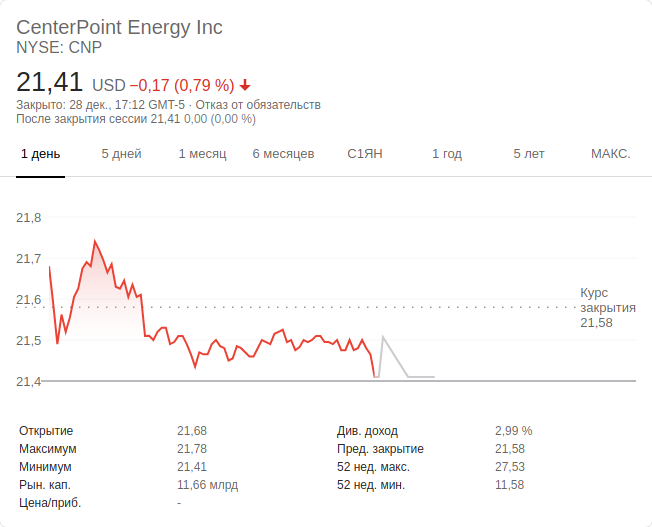 CenterPoint Energy Inc
NYSE: CNP
21,41 USD −0,17 (0,79 %)
Закрыто: 28 дек., 17:12 GMT-5 · Отказ от обязательств
После закрытия сессии 21,41 0,00 (0,00 %)
1 день 5 дней 1 месяц 6 месяцев С1ЯН 1 год 5 лет МАКС.
21,8
21,7
21,6
21,5
21,4
Курс
закрытия
21,58
Открытие 21,68 Див. доход 2,99 %
Максимум 21,78 Пред. закрытие 21,58
Минимум 21,41 52 нед. макс. 27,53
Рын. кап. 11,66 млрд 52 нед. мин. 11,58
Цена/приб. -